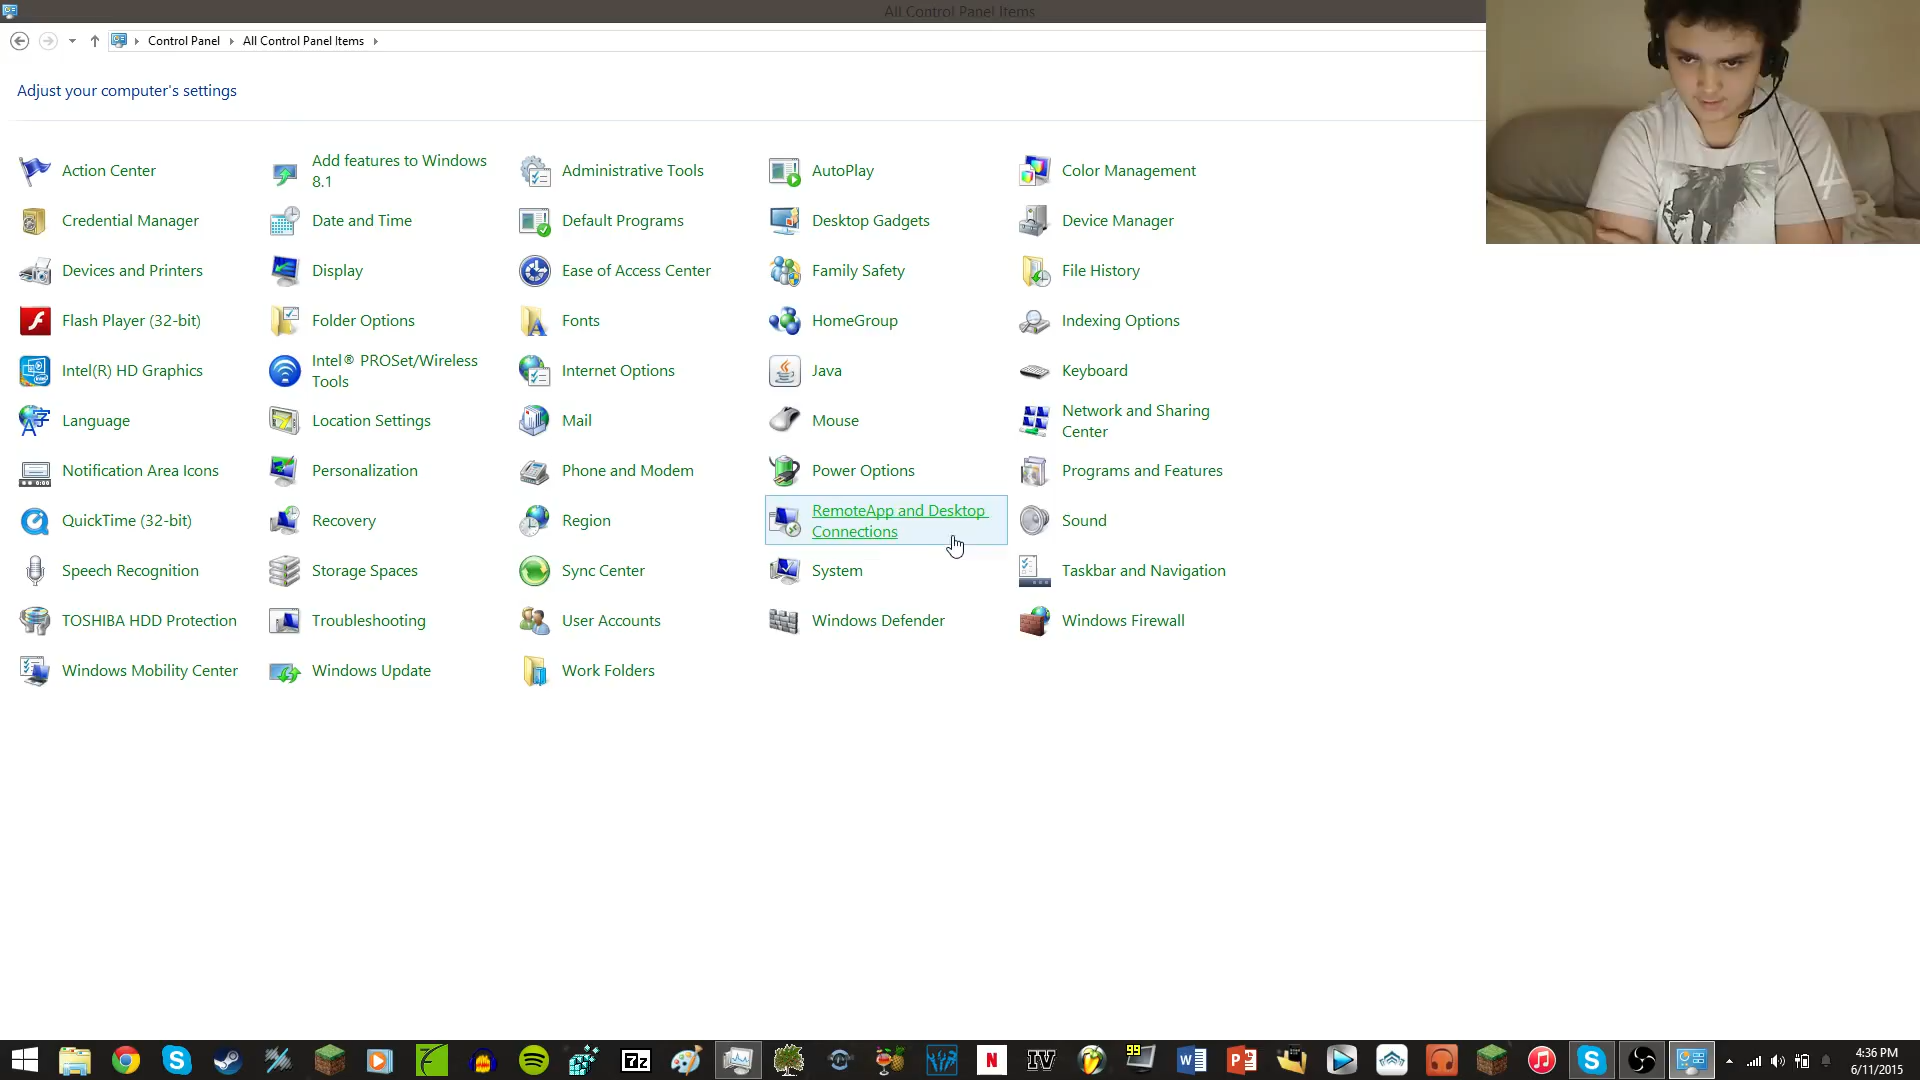 All Control Panel Items
Control Panel
All Control Panel Items
Adjust your computer's settings
Action Center
Add features to Windows
8.1
Administrative Tools
AutoPlay
Color Management
Credential Manager
Date and Time
Default Programs
Desktop Gadgets
Device Manager
Devices and Printers
Display
Ease of Access Center
Family Safety
File History
Flash Player (32-bit)
Folder Options
Fonts
HomeGroup
Indexing Options
Intel(R) HD Graphics
Intel® PROSet/Wireless
Tools
Internet Options
Java
Keyboard
Language
Location Settings
Mail
Mouse
Network and Sharing
Center
Notification Area Icons
Personalization
Phone and Modem
Power Options
Programs and Features
QuickTime (32-bit)
Recovery
Region
RemoteApp and Desktop
Connections
Sound
Speech Recognition
Storage Spaces
Sync Center
System
Taskbar and Navigation
TOSHIBA HDD Protection
Troubleshooting
User Accounts
Windows Defender
Windows Firewall
Windows Mobility Center
Windows Update
Work Folders
7z
N
IV
99
4:36 PM
6/11/2015